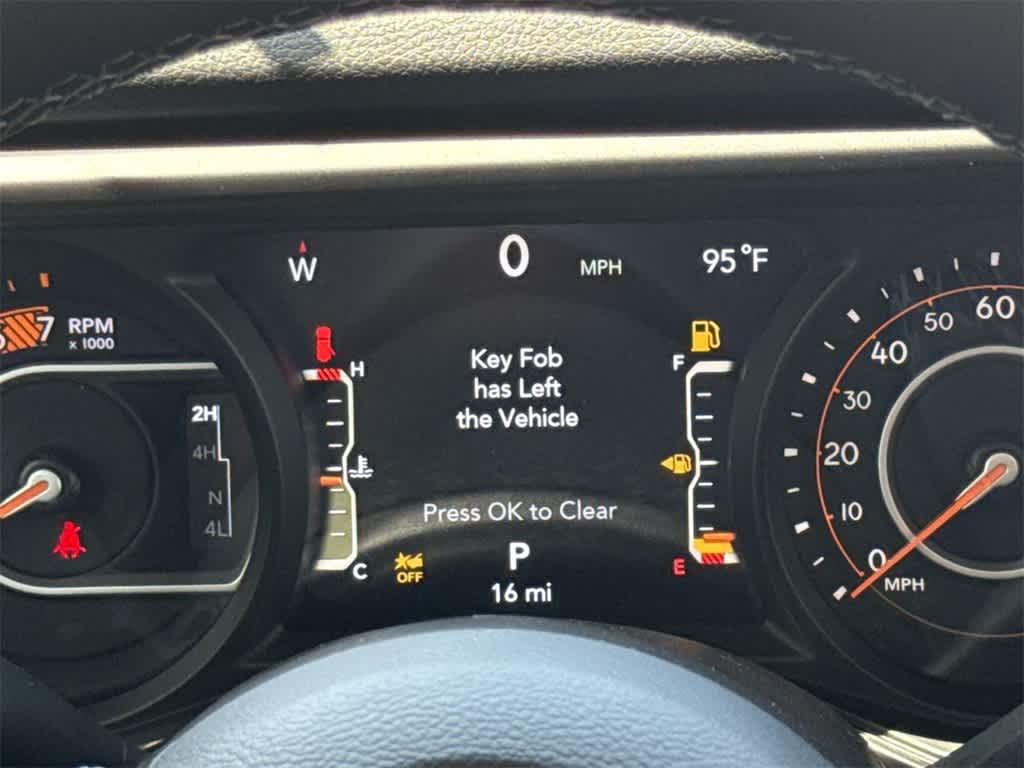 W
0 MPH
95°F
7
RPM
x 1000
2H
4H
N
4L
H
C
Key Fob
has Left
the Vehicle
Press OK to Clear
OFF
P
16 mi
F
E
60
50
40
30
20
10
0
MPH